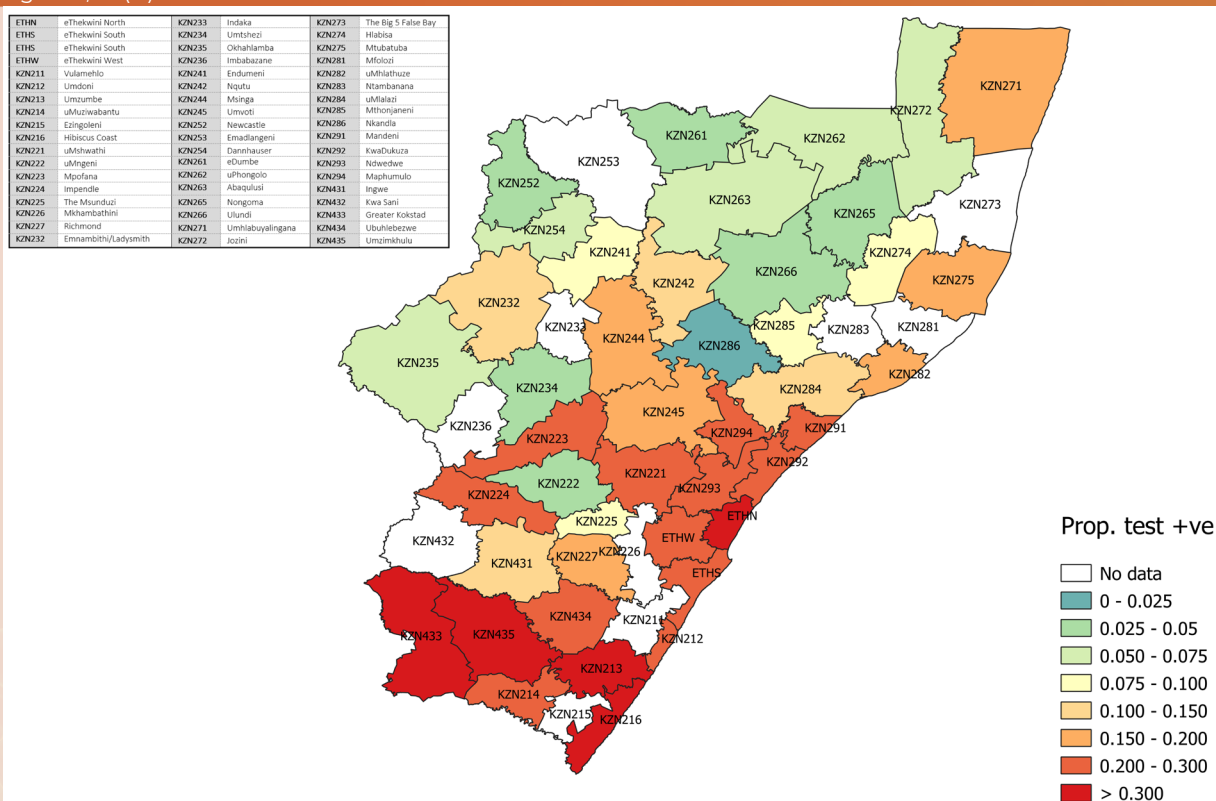 ETHN eThekwini North KZN233 Indaka KZN273 The Big 5 False Bay
ETHS eThekwini South KZN234 Umtshezi KZN274 Hlabisa
ETHS eThekwini South KZN235 Okhahlamba KZN275 Mtubatuba
ETHW eThekwini West KZN236 Imbabazane KZN281 Mfolozi
KZN211 Vulamehlo KZN241 Endumeni KZN282 uMhlathuze
KZN212 Umdoni KZN242 Nqutu KZN283 Ntambanana
KZN213 Umzumbe KZN244 Msinga KZN284 uMlalazi
KZN214 uMuziwabantu KZN245 Umvoti KZN285 Mthonjaneni
KZN215 Ezingoleni KZN252 Newcastle KZN286 Nkandla
KZN216 Hibiscus Coast KZN253 Emadlangeni KZN291 Mandeni
KZN221 uMshwathi KZN254 Dannhauser KZN292 KwaDukuza
KZN222 uMngeni KZN261 eDumbe KZN293 Ndwedwe
KZN223 Mpofana KZN262 uPhongolo KZN294 Maphumulo
KZN224 Impendle KZN263 Abaqulusi KZN431 Ingwe
KZN225 The Msunduzi KZN265 Nongoma KZN432 Kwa Sani
KZN226 Mkhambathini KZN266 Ulundi KZN433 Greater Kokstad
KZN227 Richmond KZN271 Umhlabuyalingana KZN434 Ubuhlebezwe
KZN232 Emnambithi/Ladysmith KZN272 Jozini KZN435 Umzimkhulu
KZN271
KZN272
KZN261
KZN262
KZN253
KZN252
KZN263
KZN273
KZN265
KZN254
KZN241
KZN274
KZN266
KZN242
KZN275
KZN232
KZN233
KZN285
KZN283
KZN281
KZN244
KZN286
KZN235
KZN282
KZN234
KZN284
KZN245
KZN236
KZN223
KZN294
KZN291
KZN292
KZN221
KZN222
KZN293
KZN224
ETHN
KZN225
KZN432
ETHW
KZN431
KZN227
KZN226
ETHS
KZN434
KZN211
KZN433
KZN435
KZN212
KZN213
KZN214
KZN215
KZN216
Prop. test +ve
No data
0 - 0.025
0.025 - 0.05
0.050 - 0.075
0.075 - 0.100
0.100 - 0.150
0.150 - 0.200
0.200 - 0.300
> 0.300